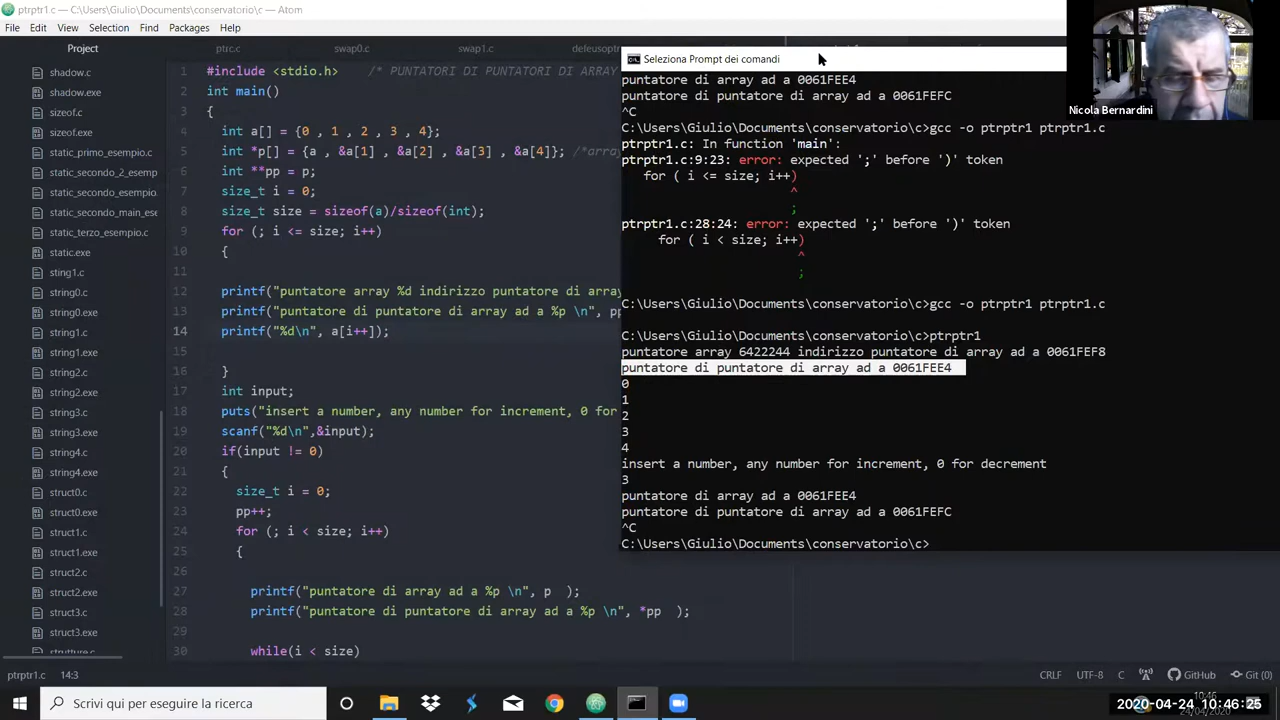 ptrptr1.c — C:\Users\Giulio\Documents\conservatorio\c — Atom
File Edit View Selection Find Packages Help
Project
ptrc.c swap0.c swap1.c
shadow.c
shadow.exe
sizeof.c
sizeof.exe
static_primo_esempio.c
static_secondo_2_esemp
static_secondo_esempio.
static_secondo_main_ese
static_terzo_esempio.c
static.exe
sting1.c
string0.c
string0.exe
string1.c
string1.exe
string2.c
string2.exe
string3.c
string3.exe
string4.c
string4.exe
struct0.c
struct0.exe
struct1.c
struct1.exe
struct2.c
struct2.exe
struct3.c
struct3.exe
strutture.c
1 #include <stdio.h> /* PUNTATORI DI PUNTATORI DI ARRAY
2 int main()
3 {
4 int a[] = {0 , 1 , 2 , 3 , 4};
5 int *p[] = {a , &a[1] , &a[2] , &a[3] , &a[4]}; /*arra
6 int **pp = p;
7 size_t i = 0;
8 size_t size = sizeof(a)/sizeof(int);
9 for (; i <= size; i++)
10 {
11
12 printf("puntatore array %d indirizzo puntatore di array
13 printf("puntatore di puntatore di array ad a %p \n", pp
14 printf("%d\n", a[i++]);
15
16 }
17 int input;
18 puts("insert a number, any number for increment, 0 for
19 scanf("%d\n",&input);
20 if(input != 0)
21 {
22 size_t i = 0;
23 pp++;
24 for (; i < size; i++)
25 {
26
27 printf("puntatore di array ad a %p \n", p );
28 printf("puntatore di puntatore di array ad a %p \n", *pp );
29
30 while(i < size)
Seleziona Prompt dei comandi
puntatore di array ad a 0061FEE4
puntatore di puntatore di array ad a 0061FEFC
^C
C:\Users\Giulio\Documents\conservatorio\c>gcc -o ptrptr1 ptrptr1.c
ptrptr1.c: In function 'main':
ptrptr1.c:9:23: error: expected ';' before ')' token
for ( i <= size; i++)
^
;
ptrptr1.c:28:24: error: expected ';' before ')' token
for ( i < size; i++)
^
;
C:\Users\Giulio\Documents\conservatorio\c>gcc -o ptrptr1 ptrptr1.c
C:\Users\Giulio\Documents\conservatorio\c>ptrptr1
puntatore array 6422244 indirizzo puntatore di array ad a 0061FEF8
puntatore di puntatore di array ad a 0061FEE4
0
1
2
3
4
insert a number, any number for increment, 0 for decrement
3
puntatore di array ad a 0061FEE4
puntatore di puntatore di array ad a 0061FEFC
^C
C:\Users\Giulio\Documents\conservatorio\c>
Nicola Bernardini
ptrptr1.c 14:3
CRLF UTF-8 C GitHub Git (0)
Scrivi qui per eseguire la ricerca
10:46
24/04/2020
2020-04-24 10:46:25